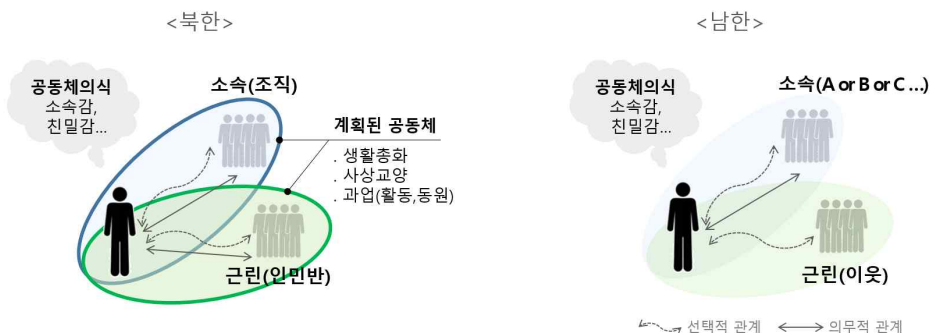 <북한>
공동체의식
소속감,
친밀감...
소속(조직)
계획된 공동체
. 생활총화
. 사상교양
. 과업(활동,동원)
근린(인민반)
<남한>
공동체의식
소속감,
친밀감...
소속(A or B or C ...)
근린(이웃)
선택적 관계
의무적 관계